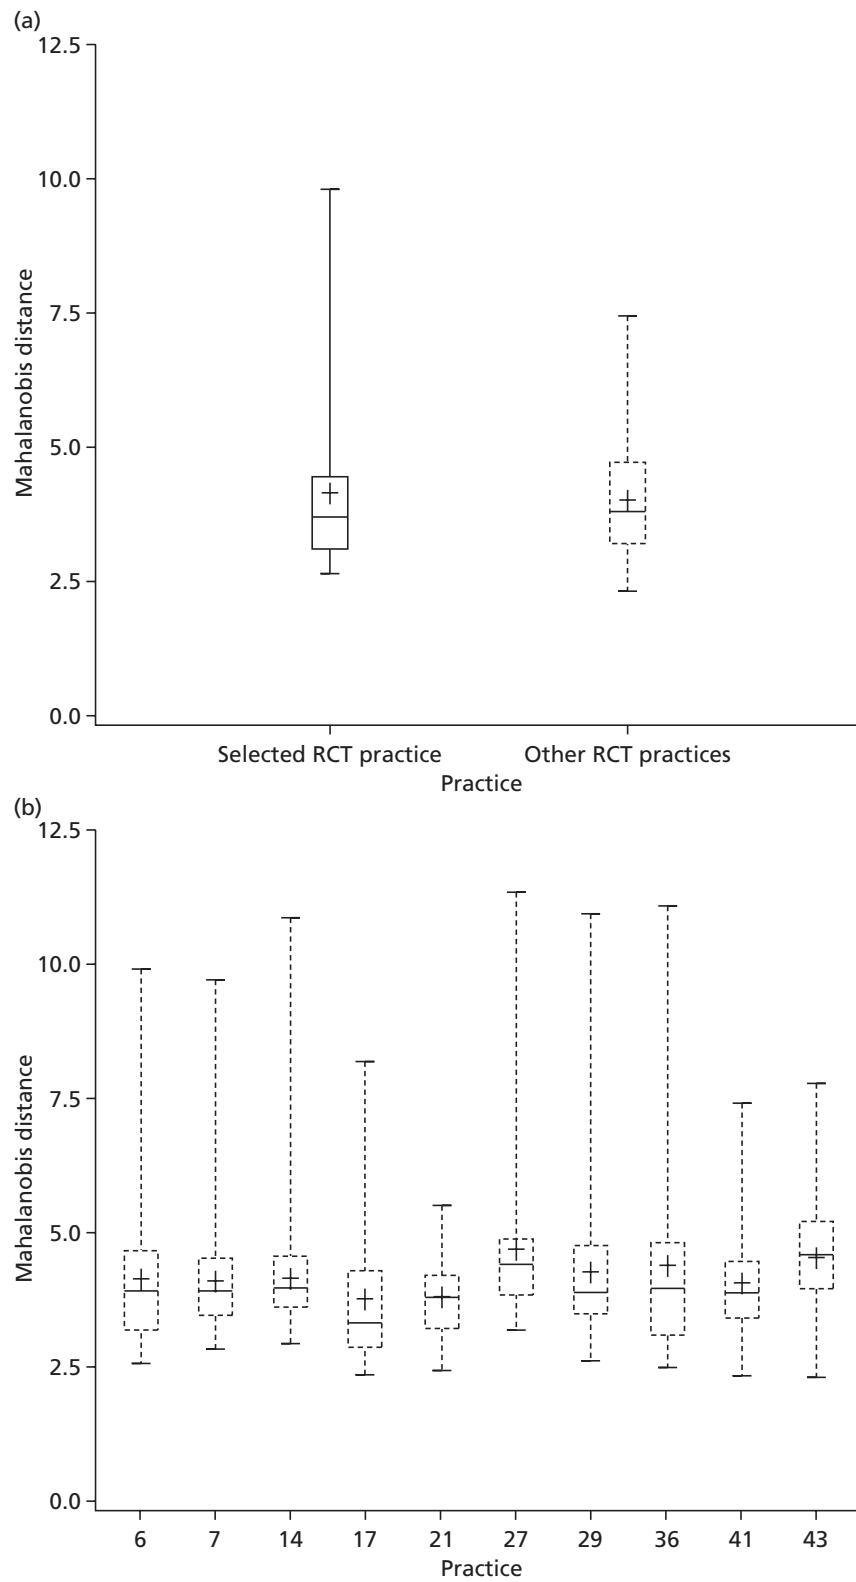 (a)
12.5
10.0
7.5
5.0
2.5
0.0
Mahalanobis distance
Selected RCT practice Other RCT practices
Practice
(b)
12.5
10.0
7.5
5.0
2.5
0.0
Mahalanobis distance
6 7 14 17 21 27 29 36 41 43
Practice